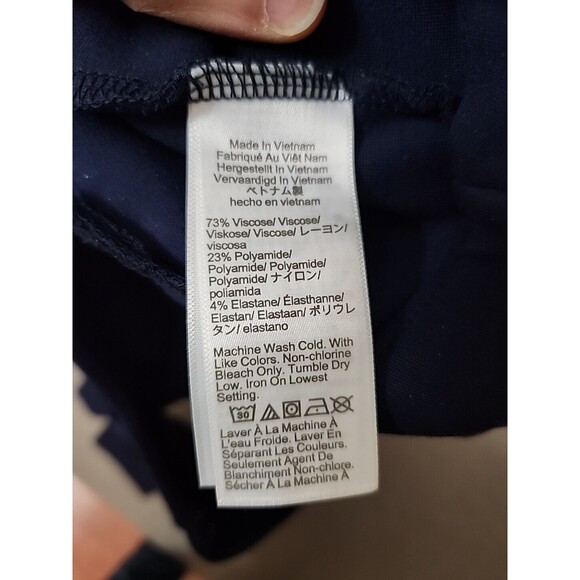 Made In Vietnam
Fabriqué Au Việt Nam
Hergestellt In Vietnam
Vervaardigd In Vietnam
ベトナム製
hecho en vietnam
73% Viscose/ Viscose/
Viskose/ Viscose/ レーヨン/
viscosa
23% Polyamide/
Polyamide/ Polyamide/
Polyamide/ ナイロン/
poliamida
4% Elastane/ Élasthanne/
Elastan/ Elastaan/ ポリウレ
タン/ elastano
Machine Wash Cold. With
Like Colors. Non-chlorine
Bleach Only. Tumble Dry
Low. Iron On Lowest
Setting.
30
Laver À La Machine À
L'eau Froide. Laver En
Séparant Les Couleurs.
Seulement Agent De
Blanchiment Non-chlore.
Sécher À La Machine À